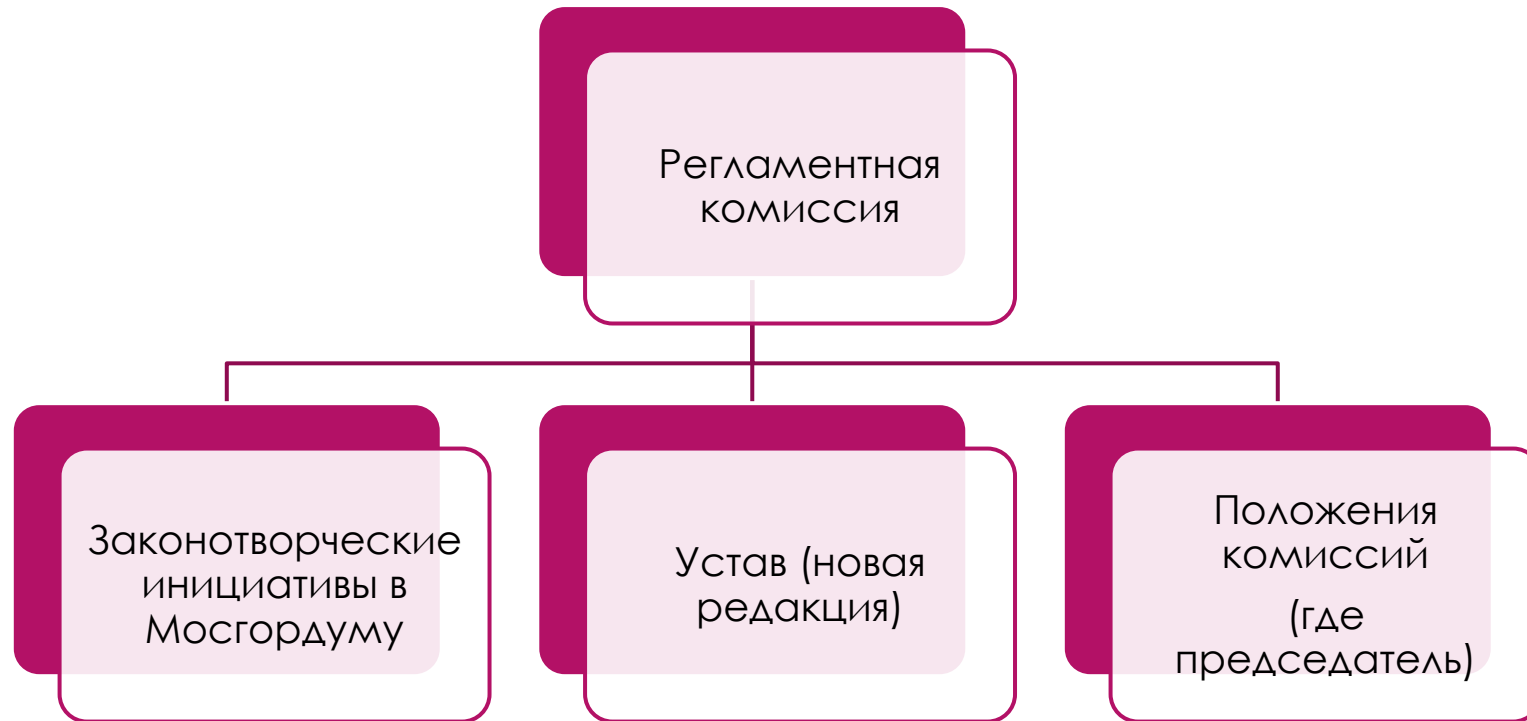 Регламентная
комиссия
Законотворческие
инициативы в
Мосгордуму
Устав (новая
редакция)
Положения
комиссий
(где
председатель)